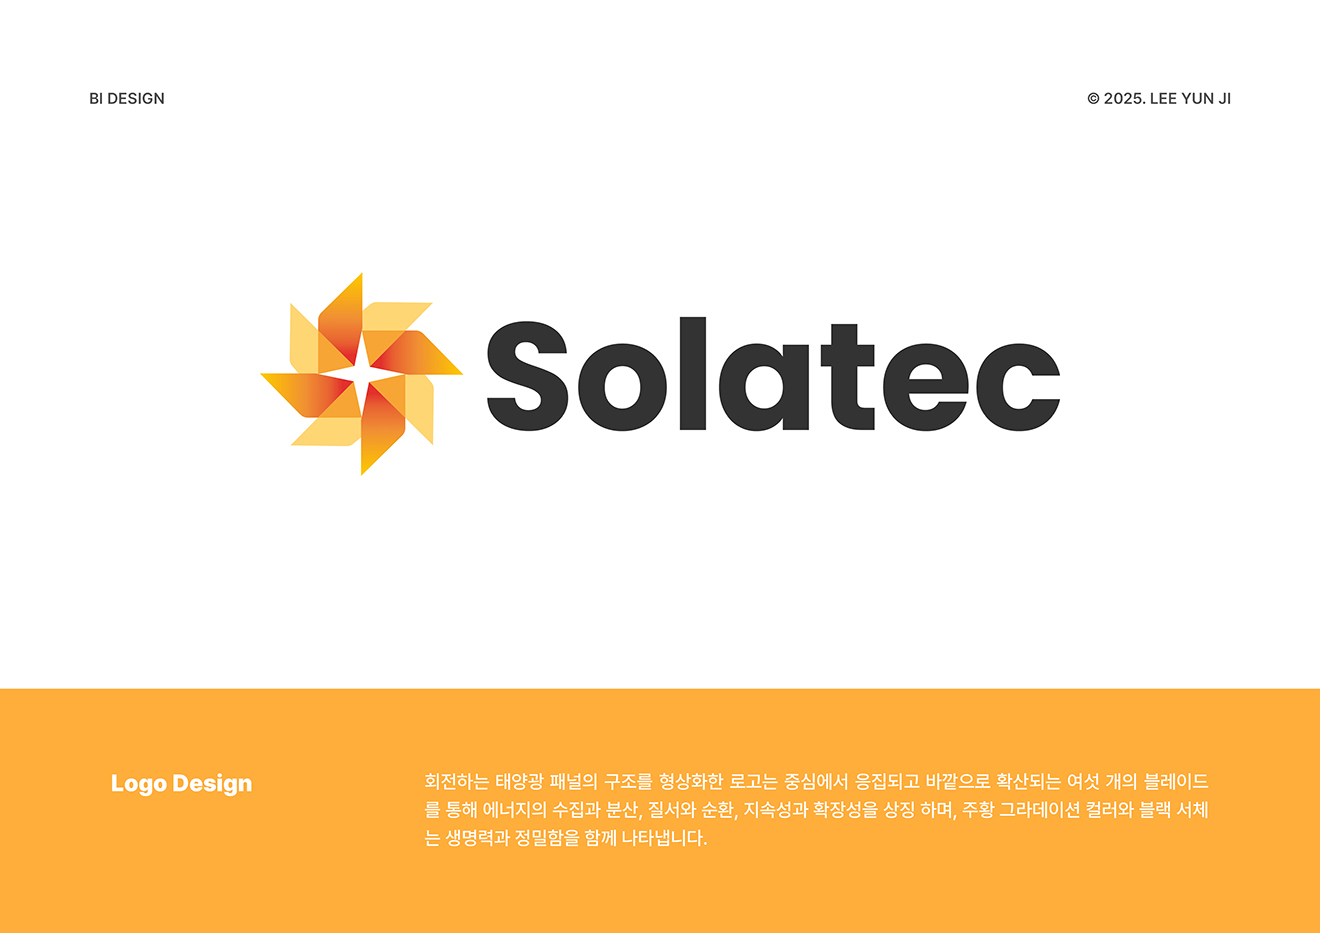 BI DESIGN
© 2025. LEE YUN JI
Solatec
Logo Design
회전하는 태양광 패널의 구조를 형상화한 로고는 중심에서 응집되고 바깥으로 확산되는 여섯 개의 블레이드
를 통해 에너지의 수집과 분산, 질서와 순환, 지속성과 확장성을 상징 하며, 주황 그라데이션 컬러와 블랙 서체
는 생명력과 정밀함을 함께 나타냅니다.